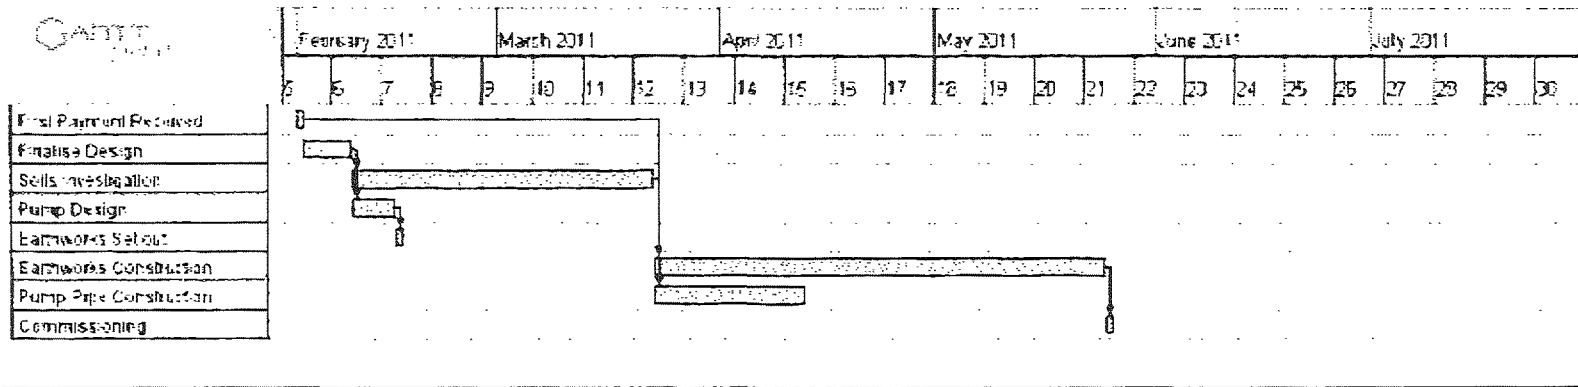 February 2011 March 2011 April 2011 May 2011 June 2011 July 2011
5 6 7 8 9 10 11 12 13 14 15 16 17 18 19 20 21 22 23 24 25 26 27 28 29 30
First Payment Received
Finalise Design
Soils Investigation
Pump Design
Earthworks Setout
Earthworks Construction
Pump Pipe Construction
Commissioning